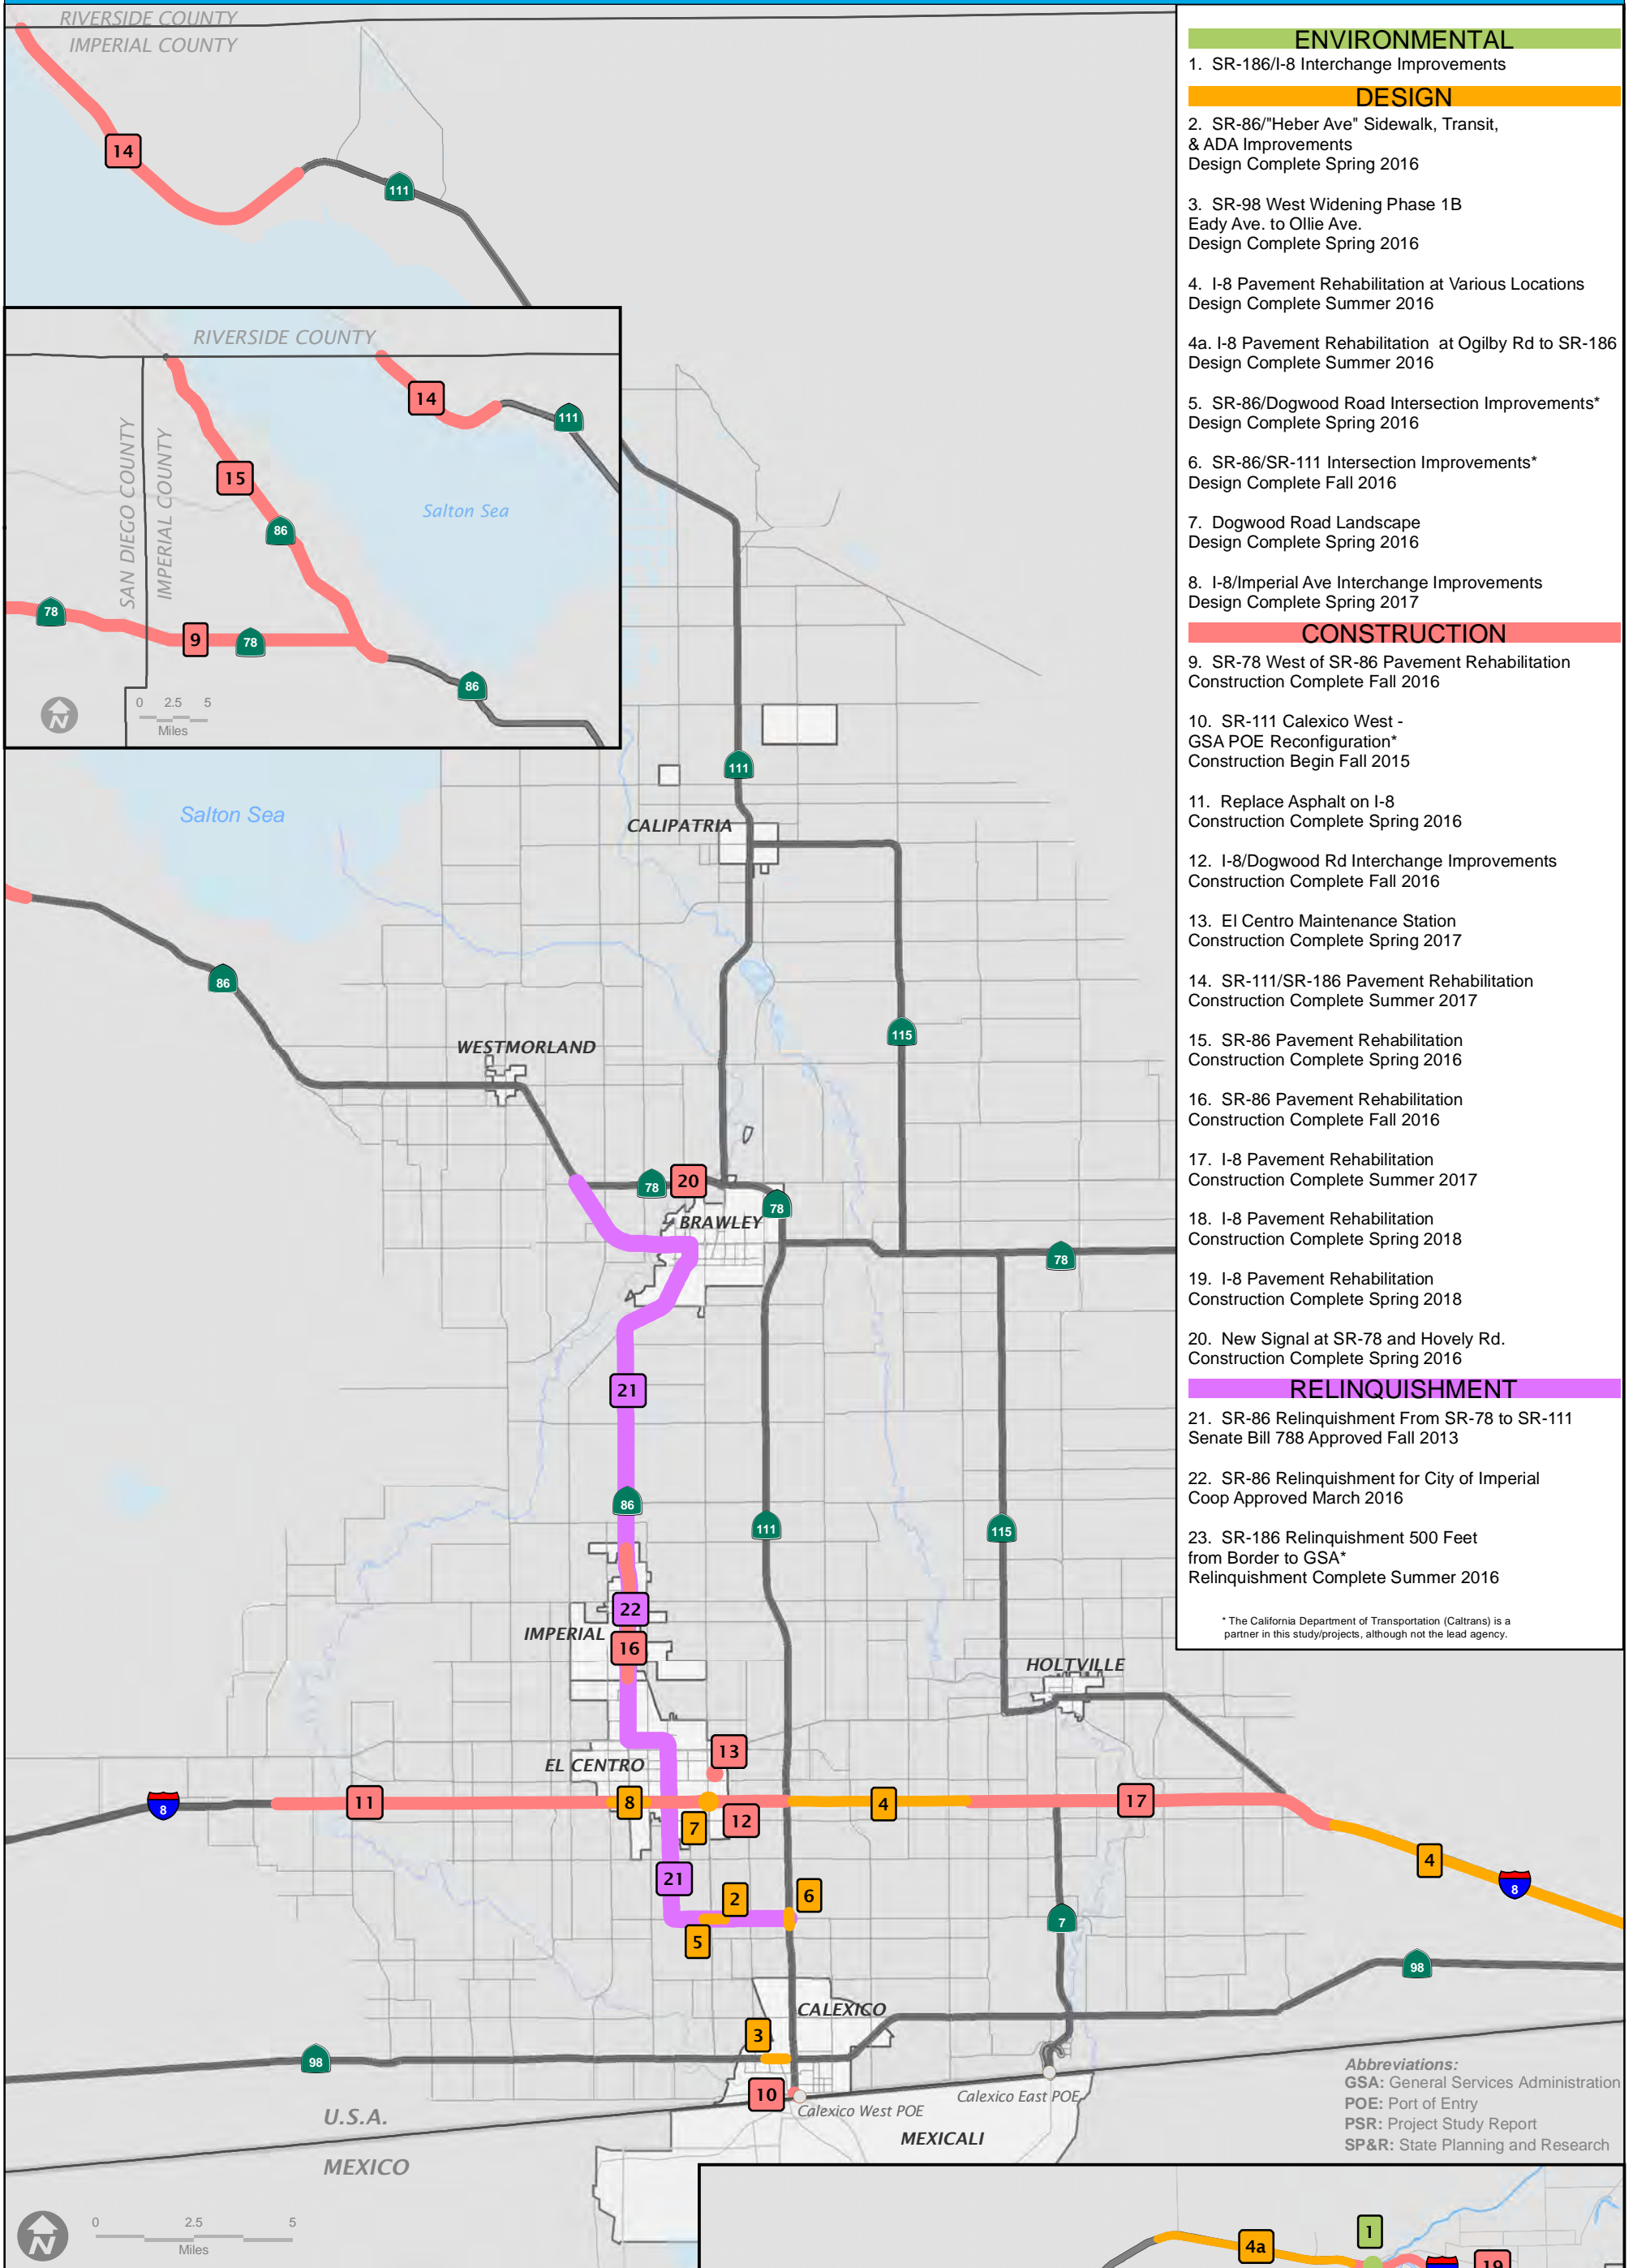 RIVERSIDE COUNTY
IMPERIAL COUNTY
14
111
RIVERSIDE COUNTY
14
111
SAN DIEGO COUNTY
IMPERIAL COUNTY
15
86
Salton Sea
78
9
78
86
N
0 2.5 5
Miles
111
Salton Sea
CALIPATRIA
86
115
WESTMORLAND
78
20
78
BRAWLEY
78
21
86
111
115
22
IMPERIAL
16
HOLTVILLE
13
EL CENTRO
8
11
8
4
17
7
12
4
8
21
2
6
5
7
98
CALEXICO
3
98
10
Calexico West POE
Calexico East POE
U.S.A.
MEXICALI
MEXICO
N
0 2.5 5
Miles
1
4a
19
ENVIRONMENTAL
1. SR-186/I-8 Interchange Improvements
DESIGN
2. SR-86/"Heber Ave" Sidewalk, Transit,
& ADA Improvements
Design Complete Spring 2016
3. SR-98 West Widening Phase 1B
Eady Ave. to Ollie Ave.
Design Complete Spring 2016
4. I-8 Pavement Rehabilitation at Various Locations
Design Complete Summer 2016
4a. I-8 Pavement Rehabilitation at Ogilby Rd to SR-186
Design Complete Summer 2016
5. SR-86/Dogwood Road Intersection Improvements*
Design Complete Spring 2016
6. SR-86/SR-111 Intersection Improvements*
Design Complete Fall 2016
7. Dogwood Road Landscape
Design Complete Spring 2016
8. I-8/Imperial Ave Interchange Improvements
Design Complete Spring 2017
CONSTRUCTION
9. SR-78 West of SR-86 Pavement Rehabilitation
Construction Complete Fall 2016
10. SR-111 Calexico West -
GSA POE Reconfiguration*
Construction Begin Fall 2015
11. Replace Asphalt on I-8
Construction Complete Spring 2016
12. I-8/Dogwood Rd Interchange Improvements
Construction Complete Fall 2016
13. El Centro Maintenance Station
Construction Complete Spring 2017
14. SR-111/SR-186 Pavement Rehabilitation
Construction Complete Summer 2017
15. SR-86 Pavement Rehabilitation
Construction Complete Spring 2016
16. SR-86 Pavement Rehabilitation
Construction Complete Fall 2016
17. I-8 Pavement Rehabilitation
Construction Complete Summer 2017
18. I-8 Pavement Rehabilitation
Construction Complete Spring 2018
19. I-8 Pavement Rehabilitation
Construction Complete Spring 2018
20. New Signal at SR-78 and Hovely Rd.
Construction Complete Spring 2016
RELINQUISHMENT
21. SR-86 Relinquishment From SR-78 to SR-111
Senate Bill 788 Approved Fall 2013
22. SR-86 Relinquishment for City of Imperial
Coop Approved March 2016
23. SR-186 Relinquishment 500 Feet
from Border to GSA*
Relinquishment Complete Summer 2016
* The California Department of Transportation (Caltrans) is a
partner in this study/projects, although not the lead agency.
Abbreviations:
GSA: General Services Administration
POE: Port of Entry
PSR: Project Study Report
SP&R: State Planning and Research